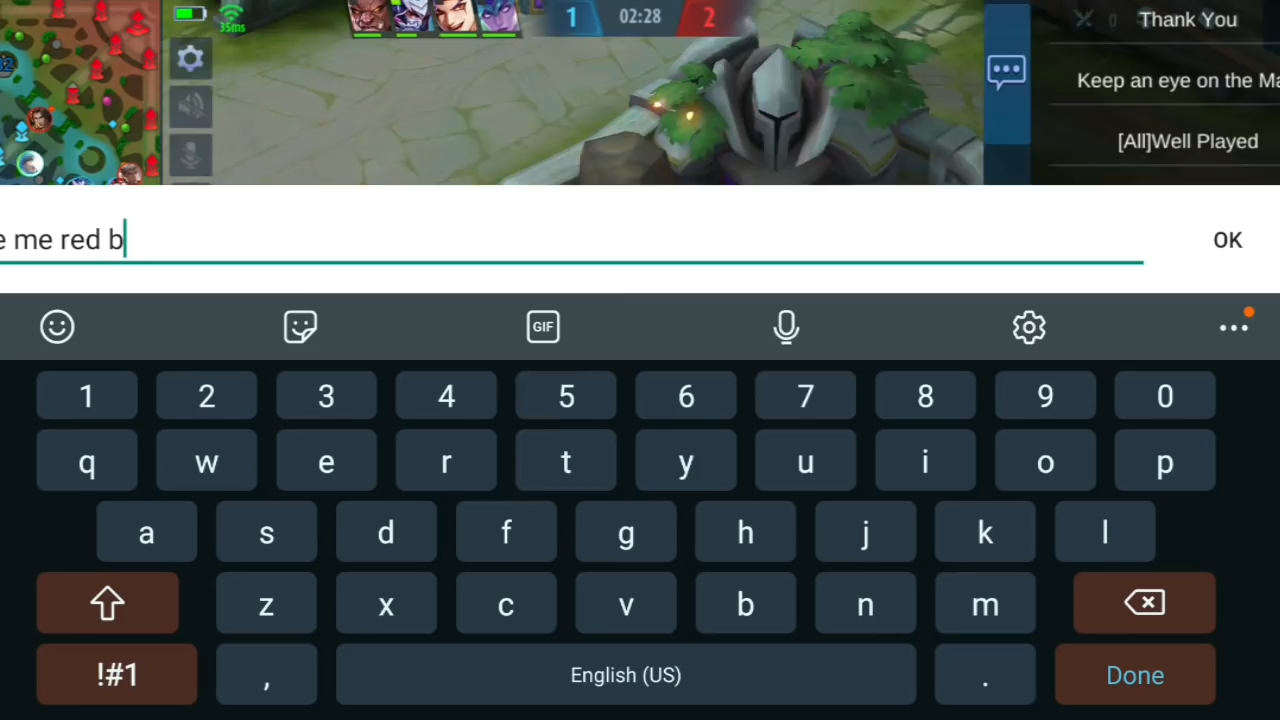 35ms
1 02:28 2
0 Thank You
Keep an eye on the Ma
[All]Well Played
e me red b
OK
GIF
1 2 3 4 5 6 7 8 9 0
q w e r t y u i o p
a s d f g h j k l
z x c v b n m
!#1 , English (US) . Done